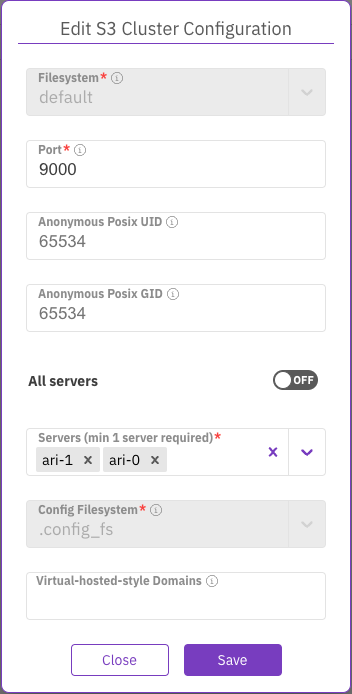 Edit S3 Cluster Configuration
Filesystem*
default
Port*
9000
Anonymous Posix UID
65534
Anonymous Posix GID
65534
All servers OFF
Servers (min 1 server required)*
ari-1 ari-0
Config Filesystem*
.config_fs
Virtual-hosted-style Domains
Close Save